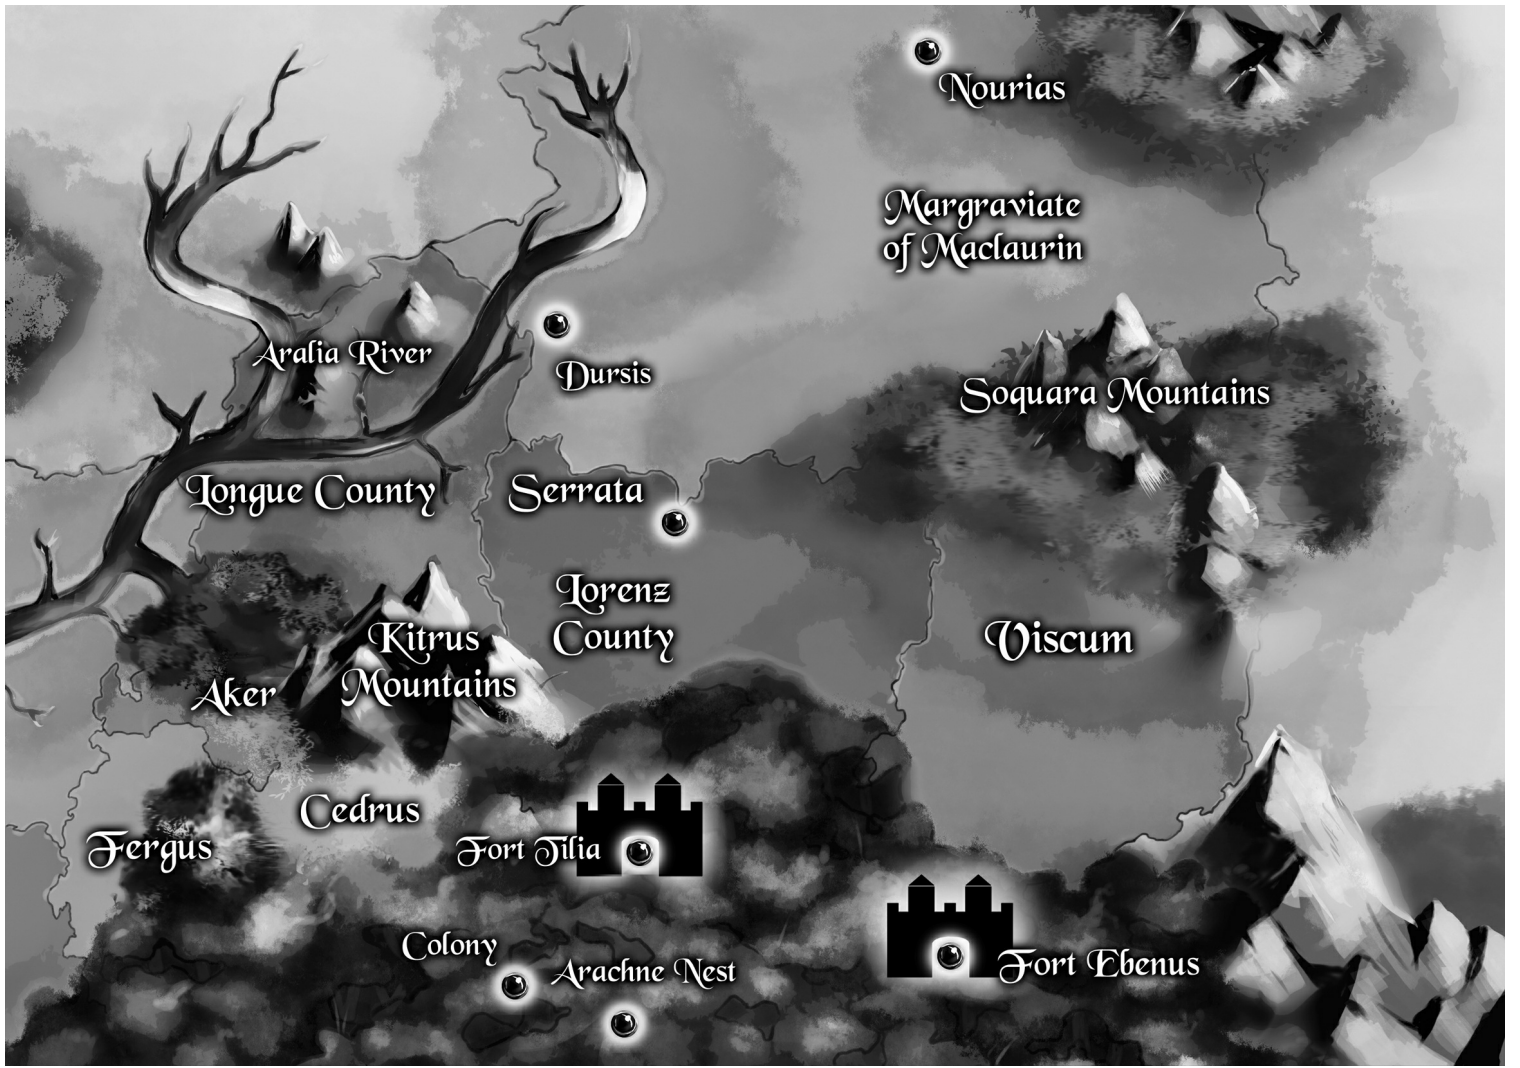 Nourias
Margraviate
of Maclaurin
Aralia River
Dursis
Soquara Mountains
Longue County
Serrata
Lorenz
County
Kitrus
Mountains
Viscum
Aker
Cedrus
Fergus
Fort Tilia
Colony
Arachne Nest
Fort Ebenus